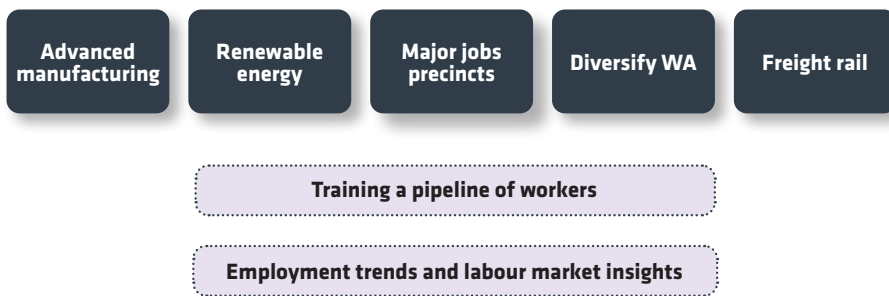 Advanced
manufacturing
Renewable
energy
Major jobs
precincts
Diversify WA
Freight rail
Training a pipeline of workers
Employment trends and labour market insights